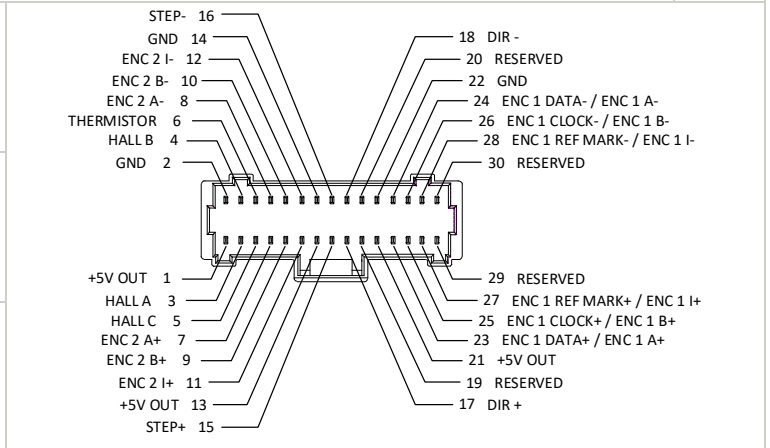 STEP- 16
GND 14
ENC 2 I- 12
ENC 2 B- 10
ENC 2 A- 8
THERMISTOR 6
HALL B 4
GND 2
18 DIR -
20 RESERVED
22 GND
24 ENC 1 DATA- / ENC 1 A-
26 ENC 1 CLOCK- / ENC 1 B-
28 ENC 1 REF MARK- / ENC 1 I-
30 RESERVED
+5V OUT 1
HALL A 3
HALL C 5
ENC 2 A+ 7
ENC 2 B+ 9
ENC 2 I+ 11
+5V OUT 13
STEP+ 15
29 RESERVED
27 ENC 1 REF MARK+ / ENC 1 I+
25 ENC 1 CLOCK+ / ENC 1 B+
23 ENC 1 DATA+ / ENC 1 A+
21 +5V OUT
19 RESERVED
17 DIR +